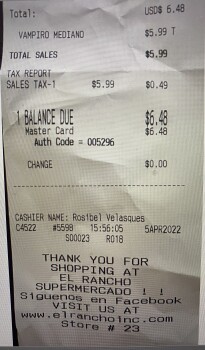 Total: USD$ 6.48
VAMPIRO MEDIANO $5.99 T
TOTAL SALES $5.99
TAX REPORT
SALES TAX-1 $5.99 $0.49
1 BALANCE DUE $6.48
Master Card $6.48
Auth Code = 005296
CHANGE $0.00
CASHIER NAME: Rosibel Velasques
C4522 #5598 15:56:05 5APR2022
S00023 R018
THANK YOU FOR
SHOPPING AT
EL RANCHO
SUPERMERCADO ! !
Siguenos en Facebook
VISIT US AT
www.elranchoinc.com
Store # 23